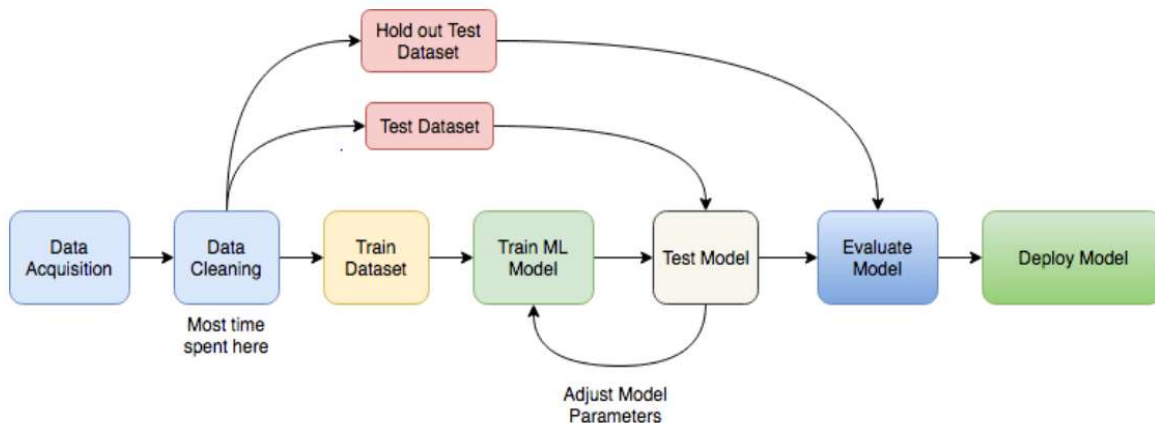 Hold out Test
Dataset
Test Dataset
Data
Acquisition
Data
Cleaning
Train
Dataset
Train ML
Model
Test Model
Evaluate
Model
Deploy Model
Most time
spent here
Adjust Model
Parameters